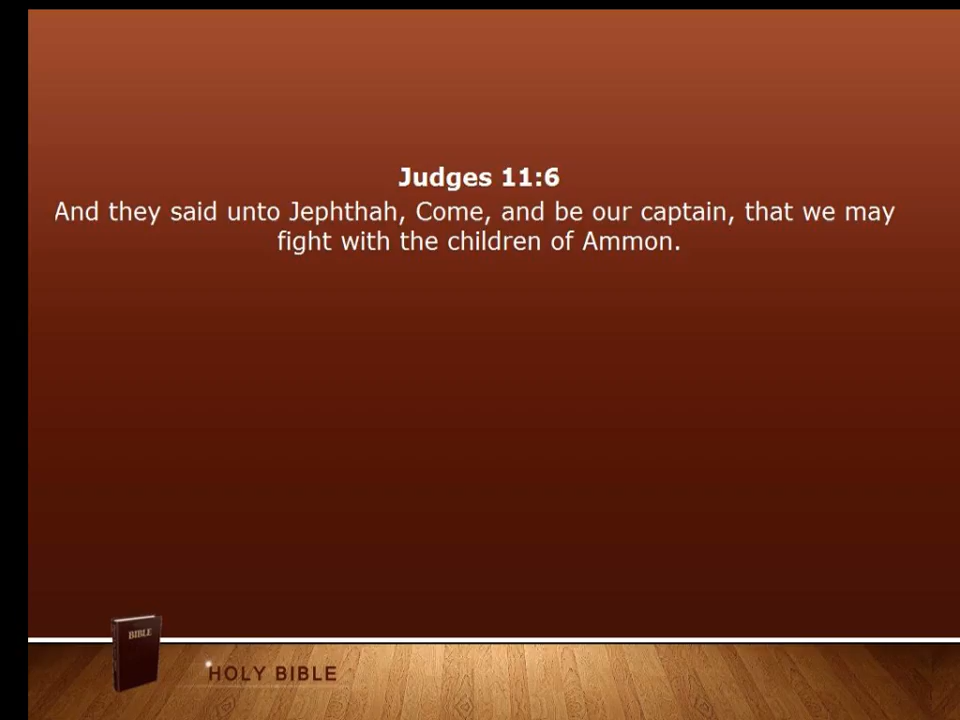 Judges 11:6
And they said unto Jephthah, Come, and be our captain, that we may
fight with the children of Ammon.
BIBLE
HOLY BIBLE